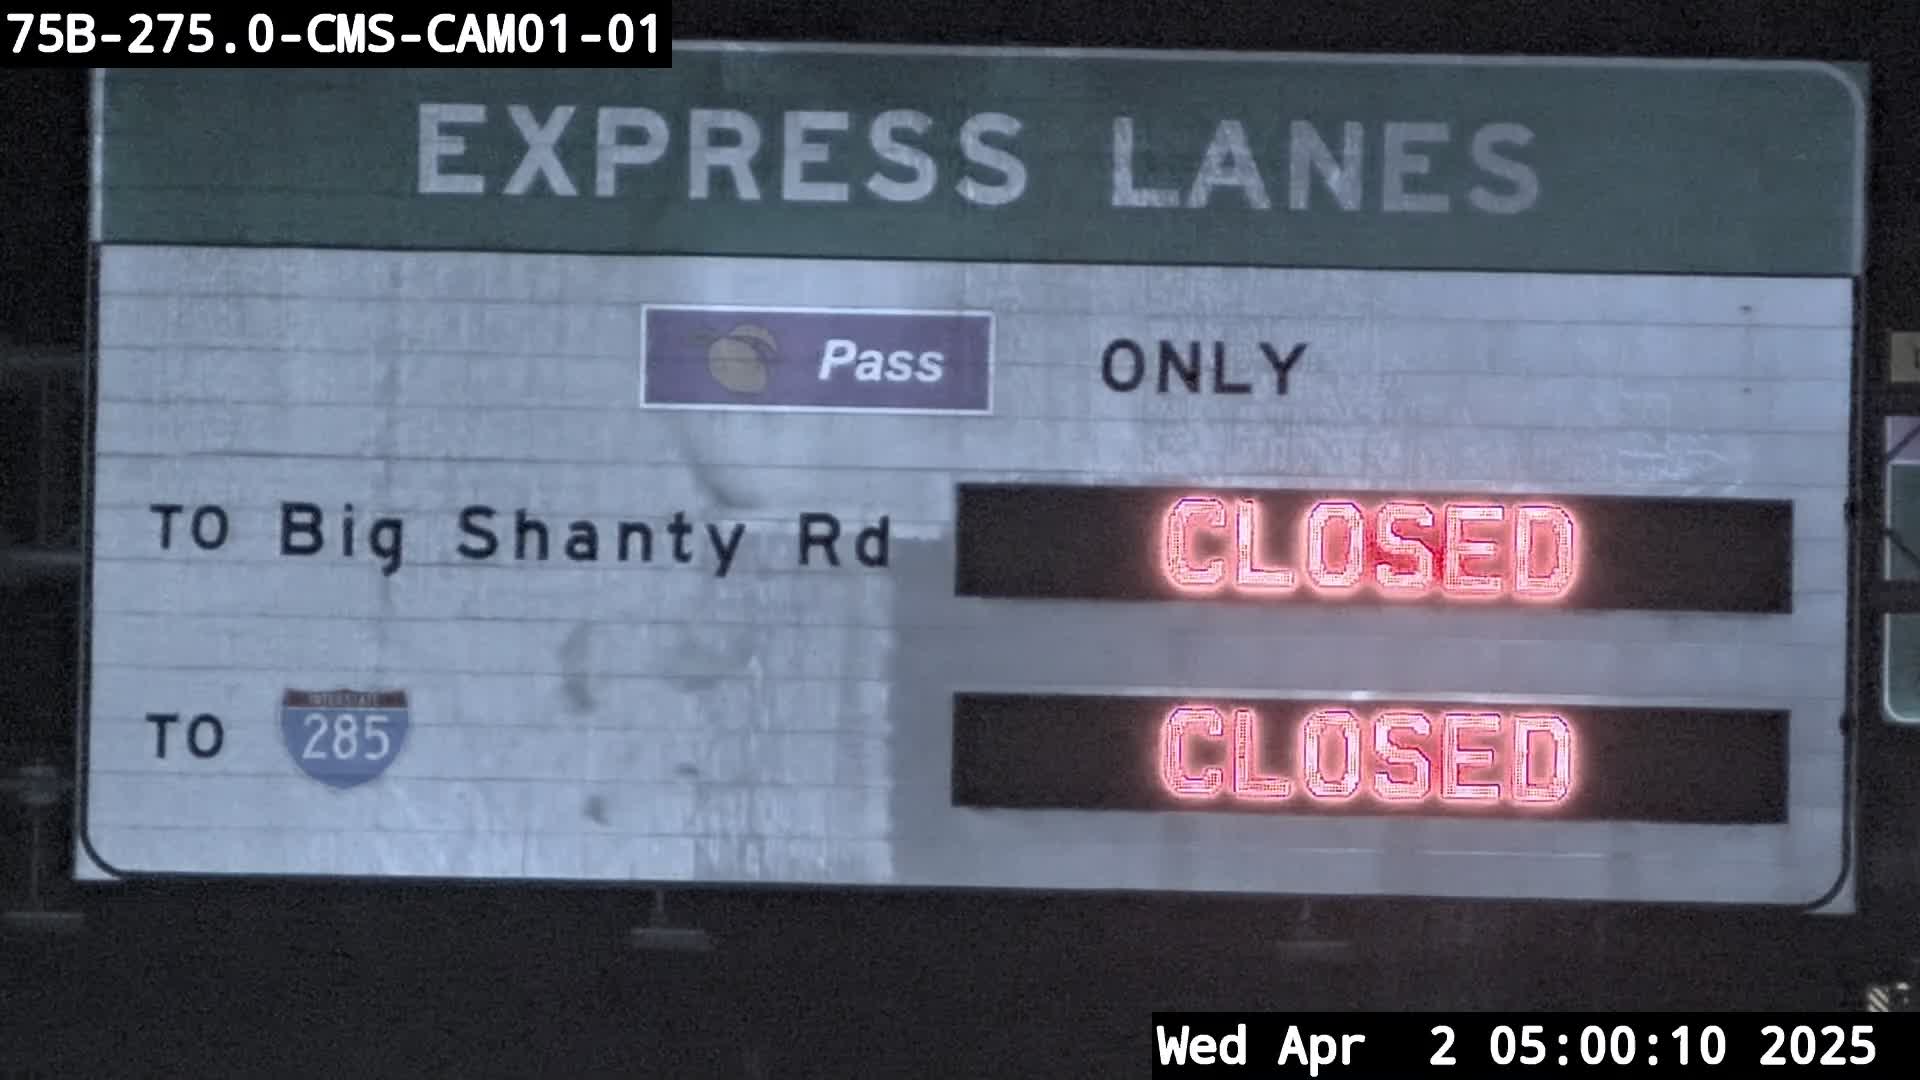 75B-275.0-CMS-CAM01-01
EXPRESS LANES
Pass ONLY
TO Big Shanty Rd CLOSED
TO INTERSTATE 285 CLOSED
Wed Apr 2 05:00:10 2025